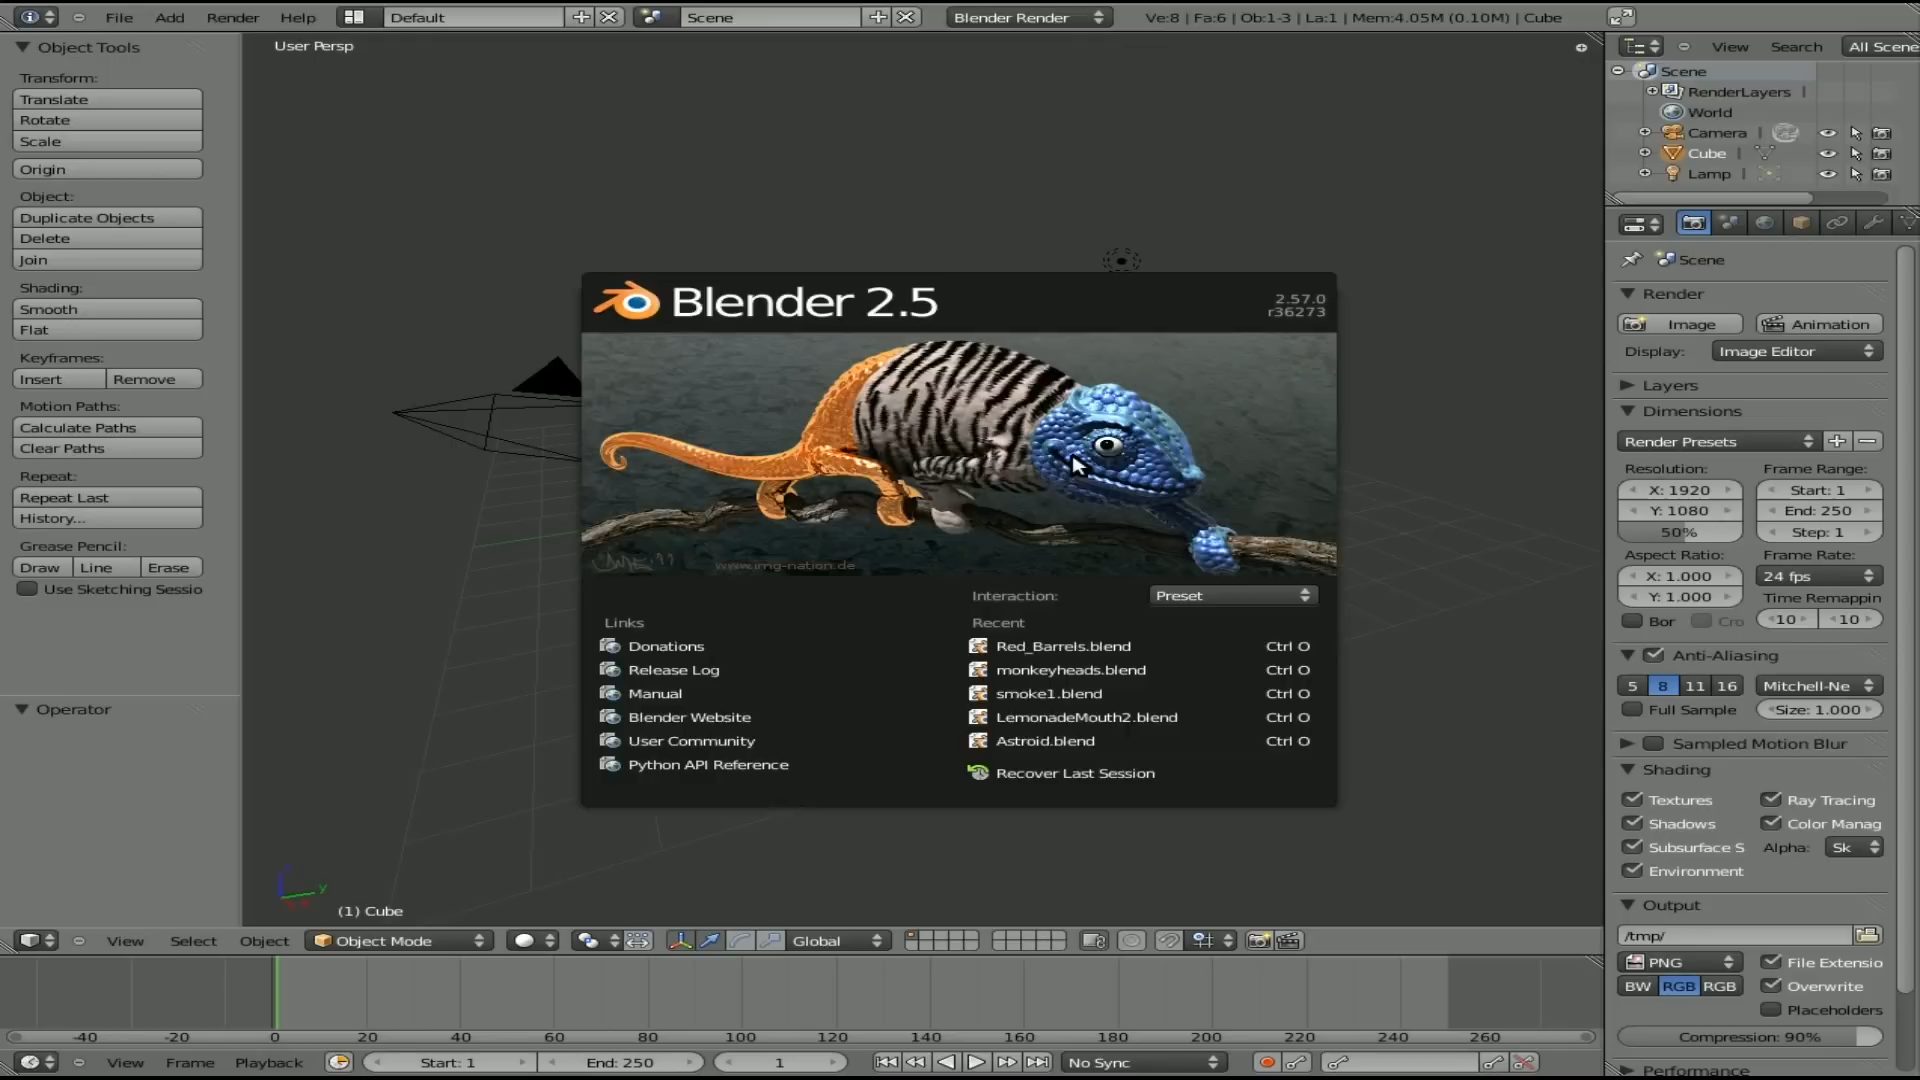 File Add Render Help Default Scene Blender Render Ve:8 | Fa:6 | Ob:1-3 | La:1 | Mem:4.05M (0.10M) | Cube
Object Tools
Transform:
Translate
Rotate
Scale
Origin
Object:
Duplicate Objects
Delete
Join
Shading:
Smooth
Flat
Keyframes:
Insert Remove
Motion Paths:
Calculate Paths
Clear Paths
Repeat:
Repeat Last
History...
Grease Pencil:
Draw Line Erase
Use Sketching Sessio
Operator
User Persp
Blender 2.5
2.57.0
r36273
www.img-nation.de
Interaction: Preset
Links
Donations
Release Log
Manual
Blender Website
User Community
Python API Reference
Recent
Red_Barrels.blend Ctrl O
monkeyheads.blend Ctrl O
smoke1.blend Ctrl O
LemonadeMouth2.blend Ctrl O
Astroid.blend Ctrl O
Recover Last Session
y
(1) Cube
View Select Object Object Mode Global
-40 -20 0 20 40 60 80 100 120 140 160 180 200 220 240 260
View Frame Playback Start: 1 End: 250 1 No Sync
View Search All Scene
Scene
RenderLayers
World
Camera
Cube
Lamp
Scene
Render
Image Animation
Display: Image Editor
Layers
Dimensions
Render Presets
Resolution: Frame Range:
X: 1920 Start: 1
Y: 1080 End: 250
50% Step: 1
Aspect Ratio: Frame Rate:
X: 1.000 24 fps
Y: 1.000 Time Remappin
Bor Cro 10 10
Anti-Aliasing
5 8 11 16 Mitchell-Ne
Full Sample Size: 1.000
Sampled Motion Blur
Shading
Textures Ray Tracing
Shadows Color Manag
Subsurface S Alpha: Sk
Environment
Output
/tmp/
PNG File Extensio
BW RGB RGB Overwrite
Placeholders
Compression: 90%
Performance